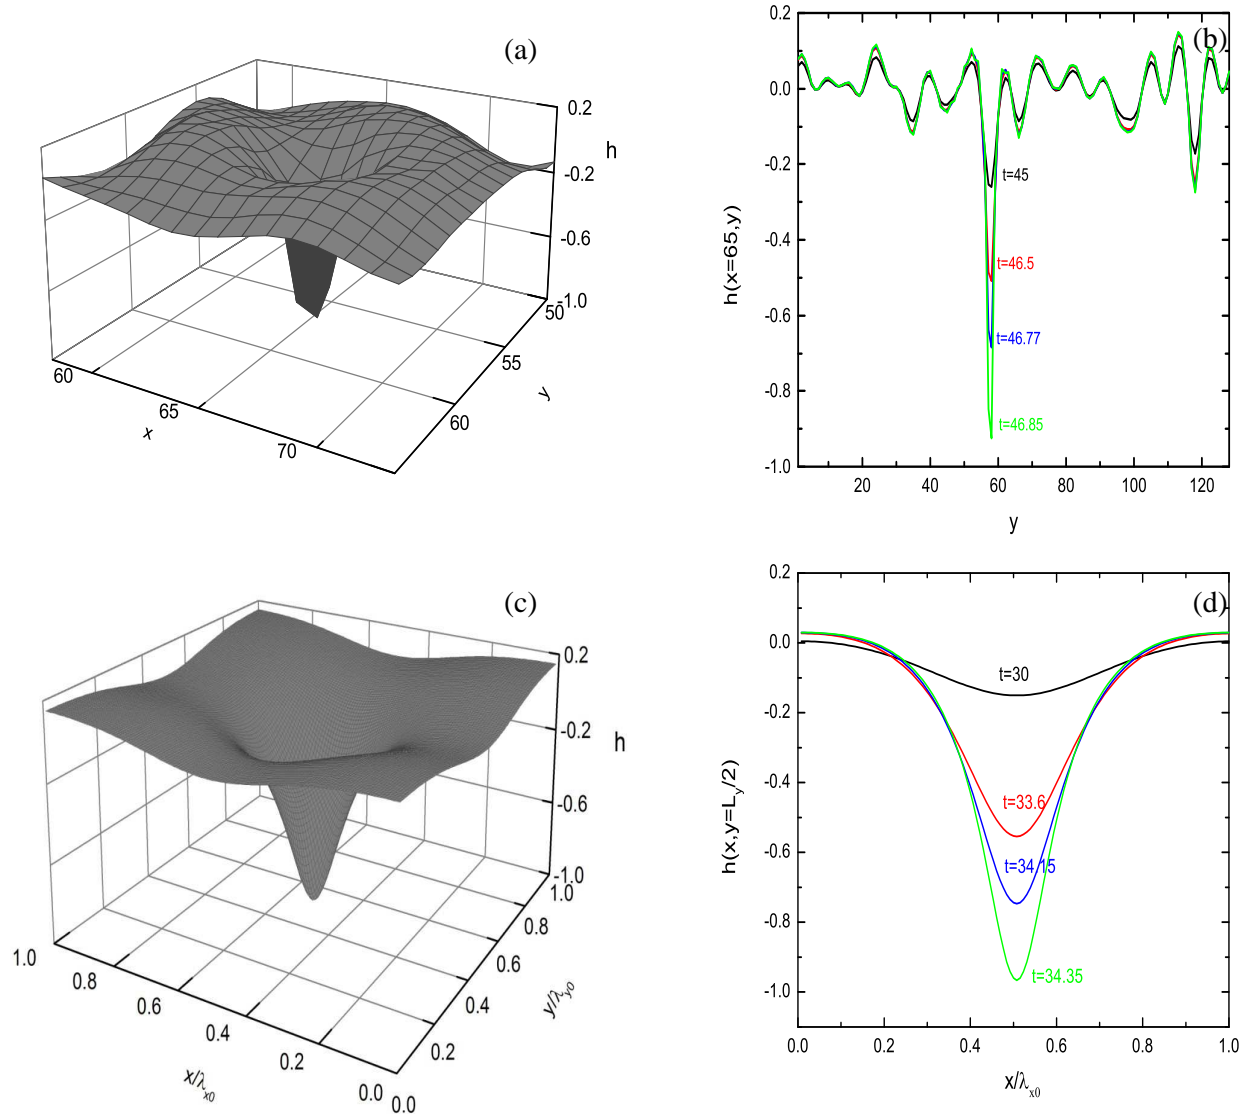 (a)
0.2
h
-0.2
-0.6
-1.0
50
55
60
y
60
65
70
x
(b)
0.2
0.0
-0.2
-0.4
-0.6
-0.8
-1.0
h(x=65,y)
t=45
t=46.5
t=46.77
t=46.85
20 40 60 80 100 120
y
(c)
0.2
-0.2
h
-0.6
-1.0
1.0
0.8
0.6
0.4
0.2
0.0
y/λy0
1.0
0.8
0.6
0.4
0.2
0.0
x/λx0
(d)
0.2
0.0
-0.2
-0.4
-0.6
-0.8
-1.0
h(x,y=Ly/2)
t=30
t=33.6
t=34.15
t=34.35
0.0 0.2 0.4 0.6 0.8 1.0
x/λx0